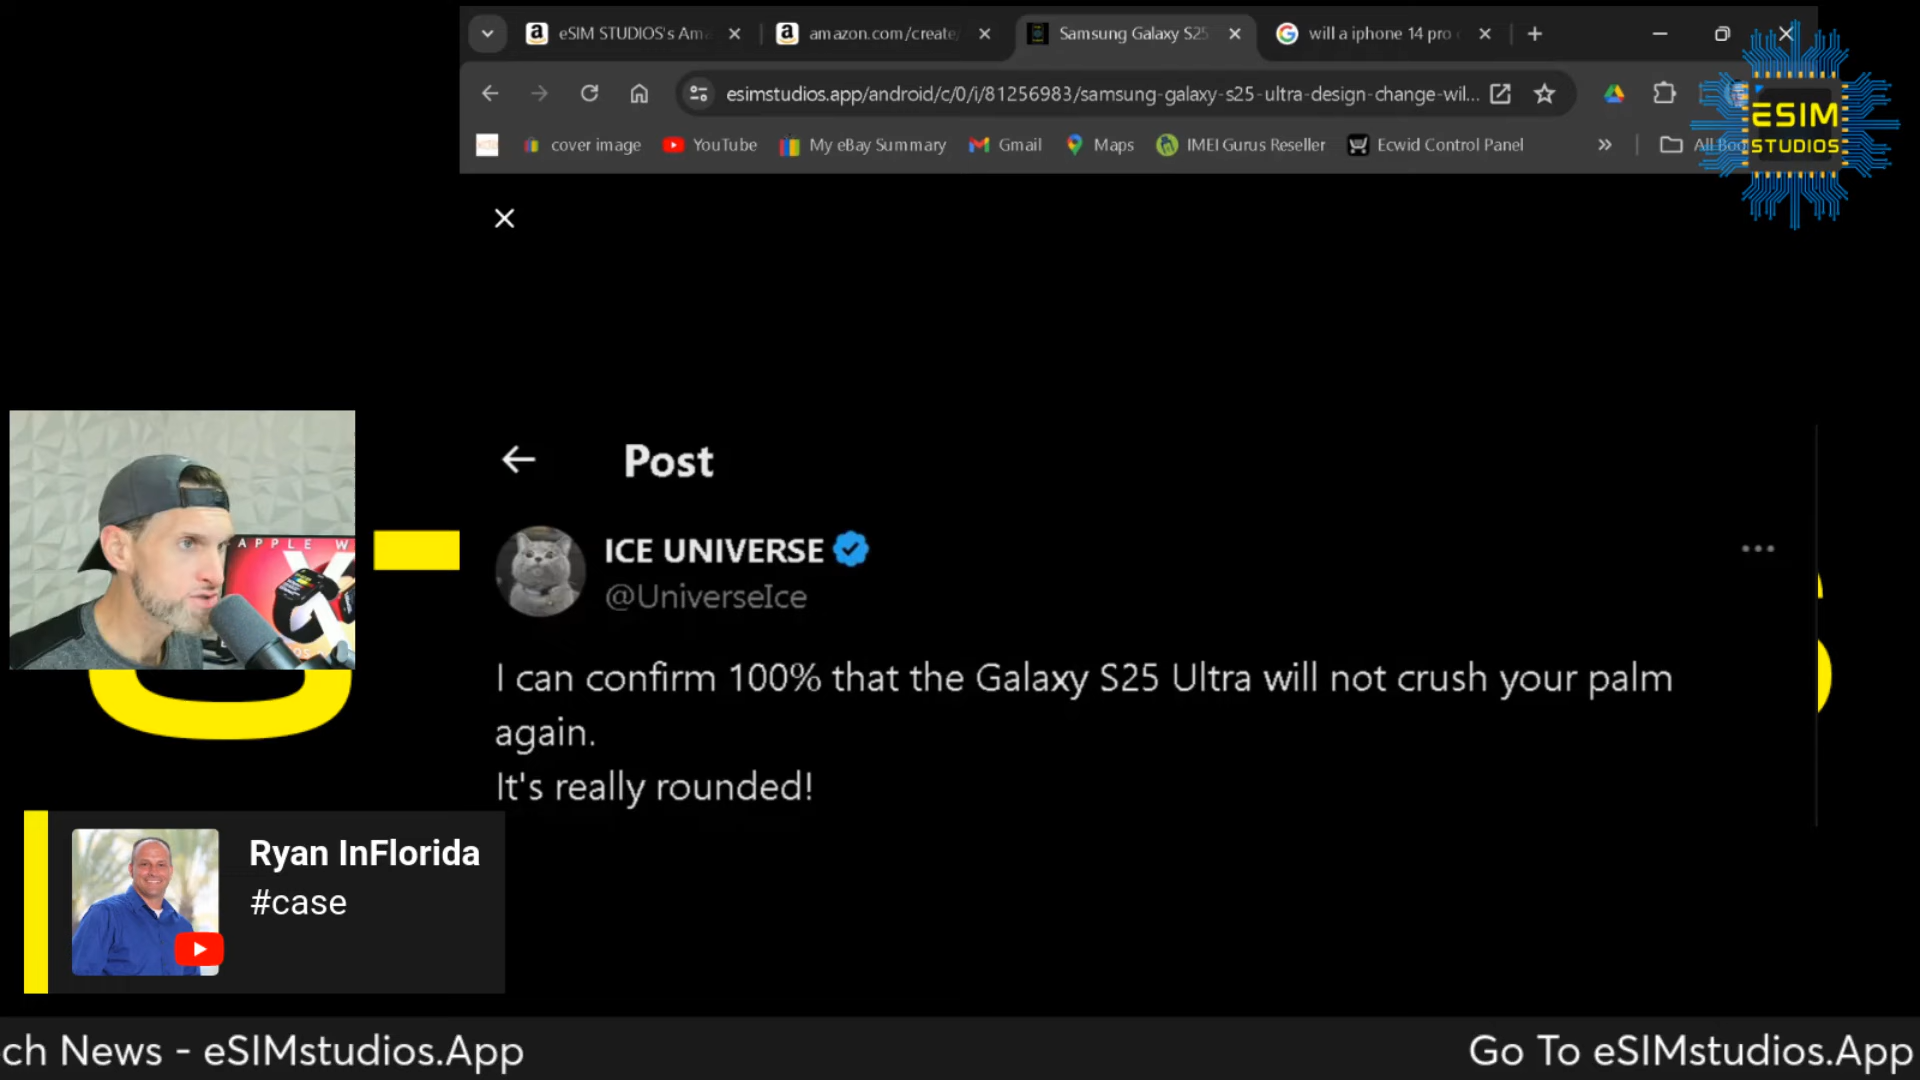 eSIM STUDIOS's Am
amazon.com/create/
Samsung Galaxy S25
will a iphone 14 pro
esimstudios.app/android/c/0/i/81256983/samsung-galaxy-s25-ultra-design-change-wil...
cover image
YouTube
My eBay Summary
Gmail
Maps
IMEI Gurus Reseller
Ecwid Control Panel
All Boo
ESIM
STUDIOS
Post
ICE UNIVERSE
@UniverseIce
I can confirm 100% that the Galaxy S25 Ultra will not crush your palm
again.
It's really rounded!
APPLE W
Ryan InFlorida
#case
ch News - eSIMstudios.App
Go To eSIMstudios.App